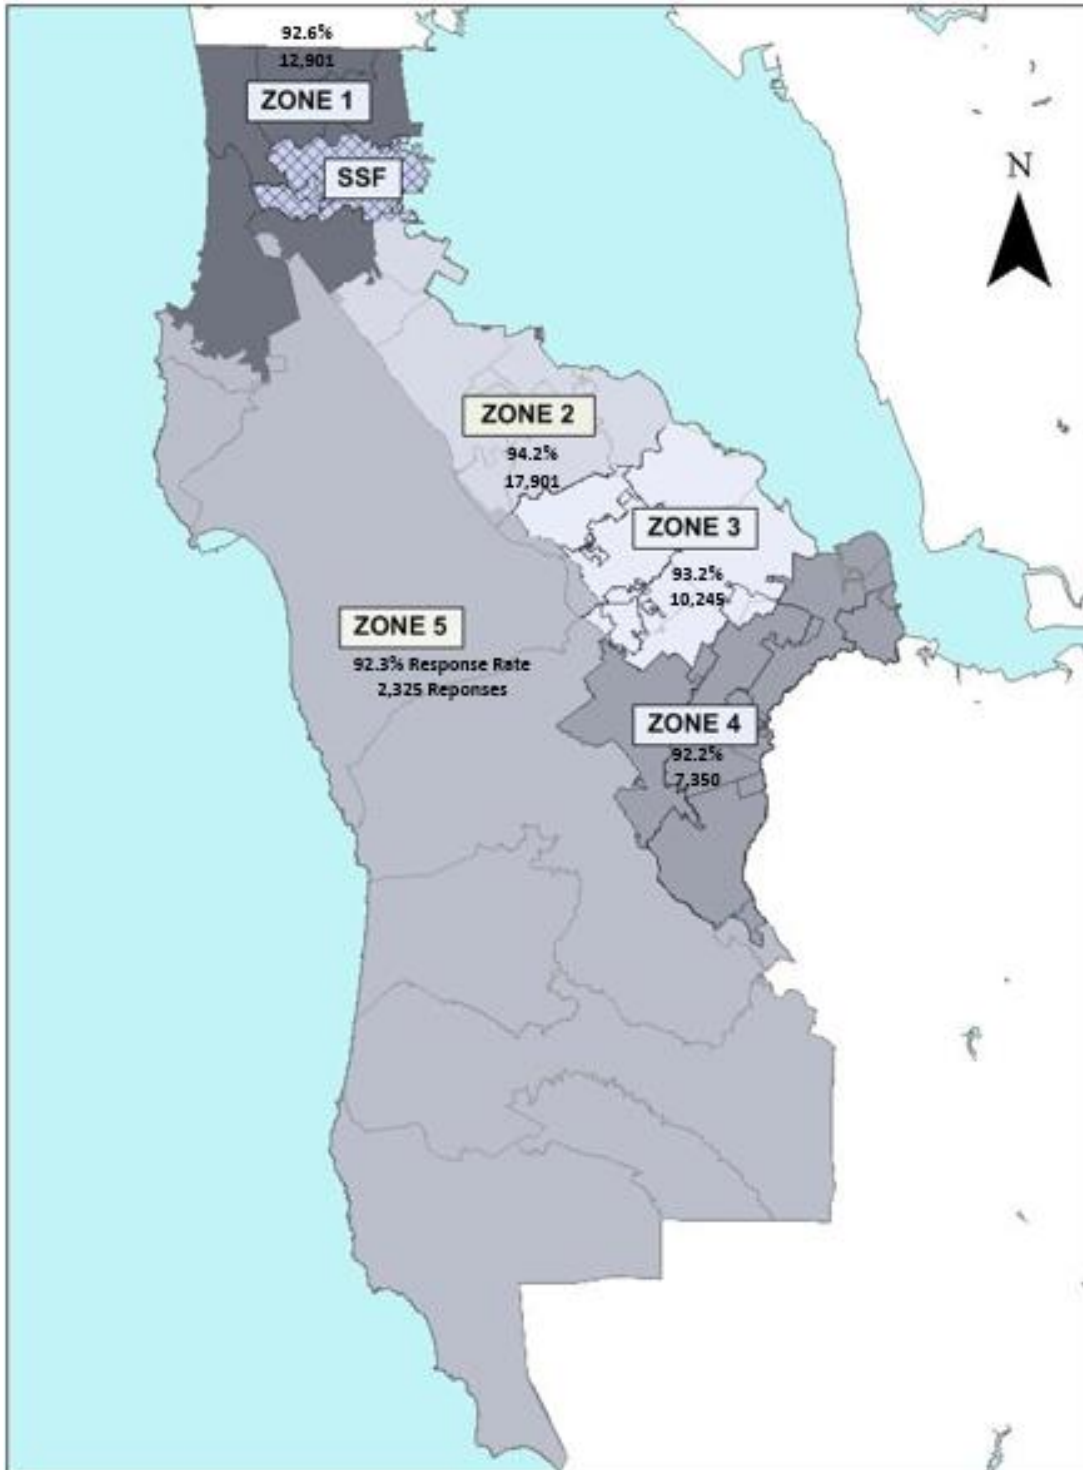 92.6%
12,901
ZONE 1
SSF
N
ZONE 2
94.2%
17,901
ZONE 3
93.2%
10,245
ZONE 5
92.3% Response Rate
2,325 Reponses
ZONE 4
92.2%
7,350